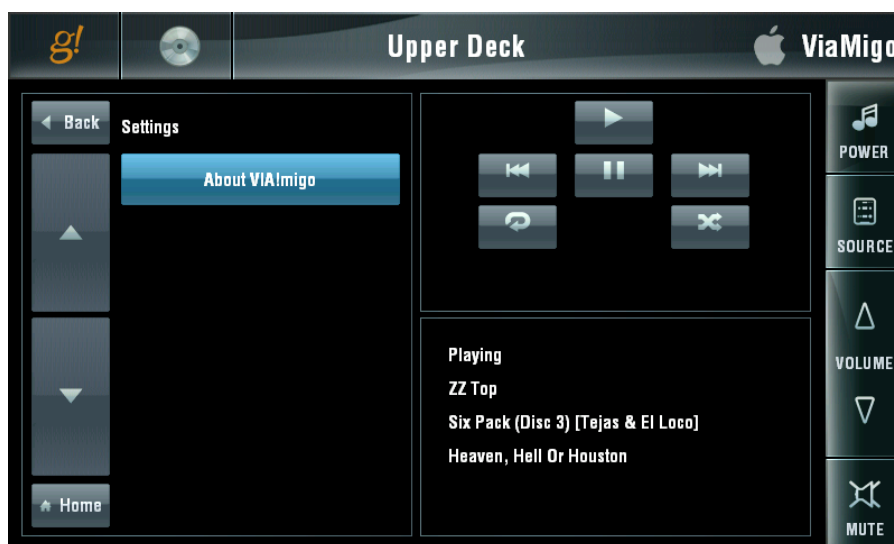 g!
Upper Deck
ViaMigo
Back
Settings
About VIA!migo
Home
Playing
ZZ Top
Six Pack (Disc 3) [Tejas & El Loco]
Heaven, Hell Or Houston
POWER
SOURCE
VOLUME
MUTE